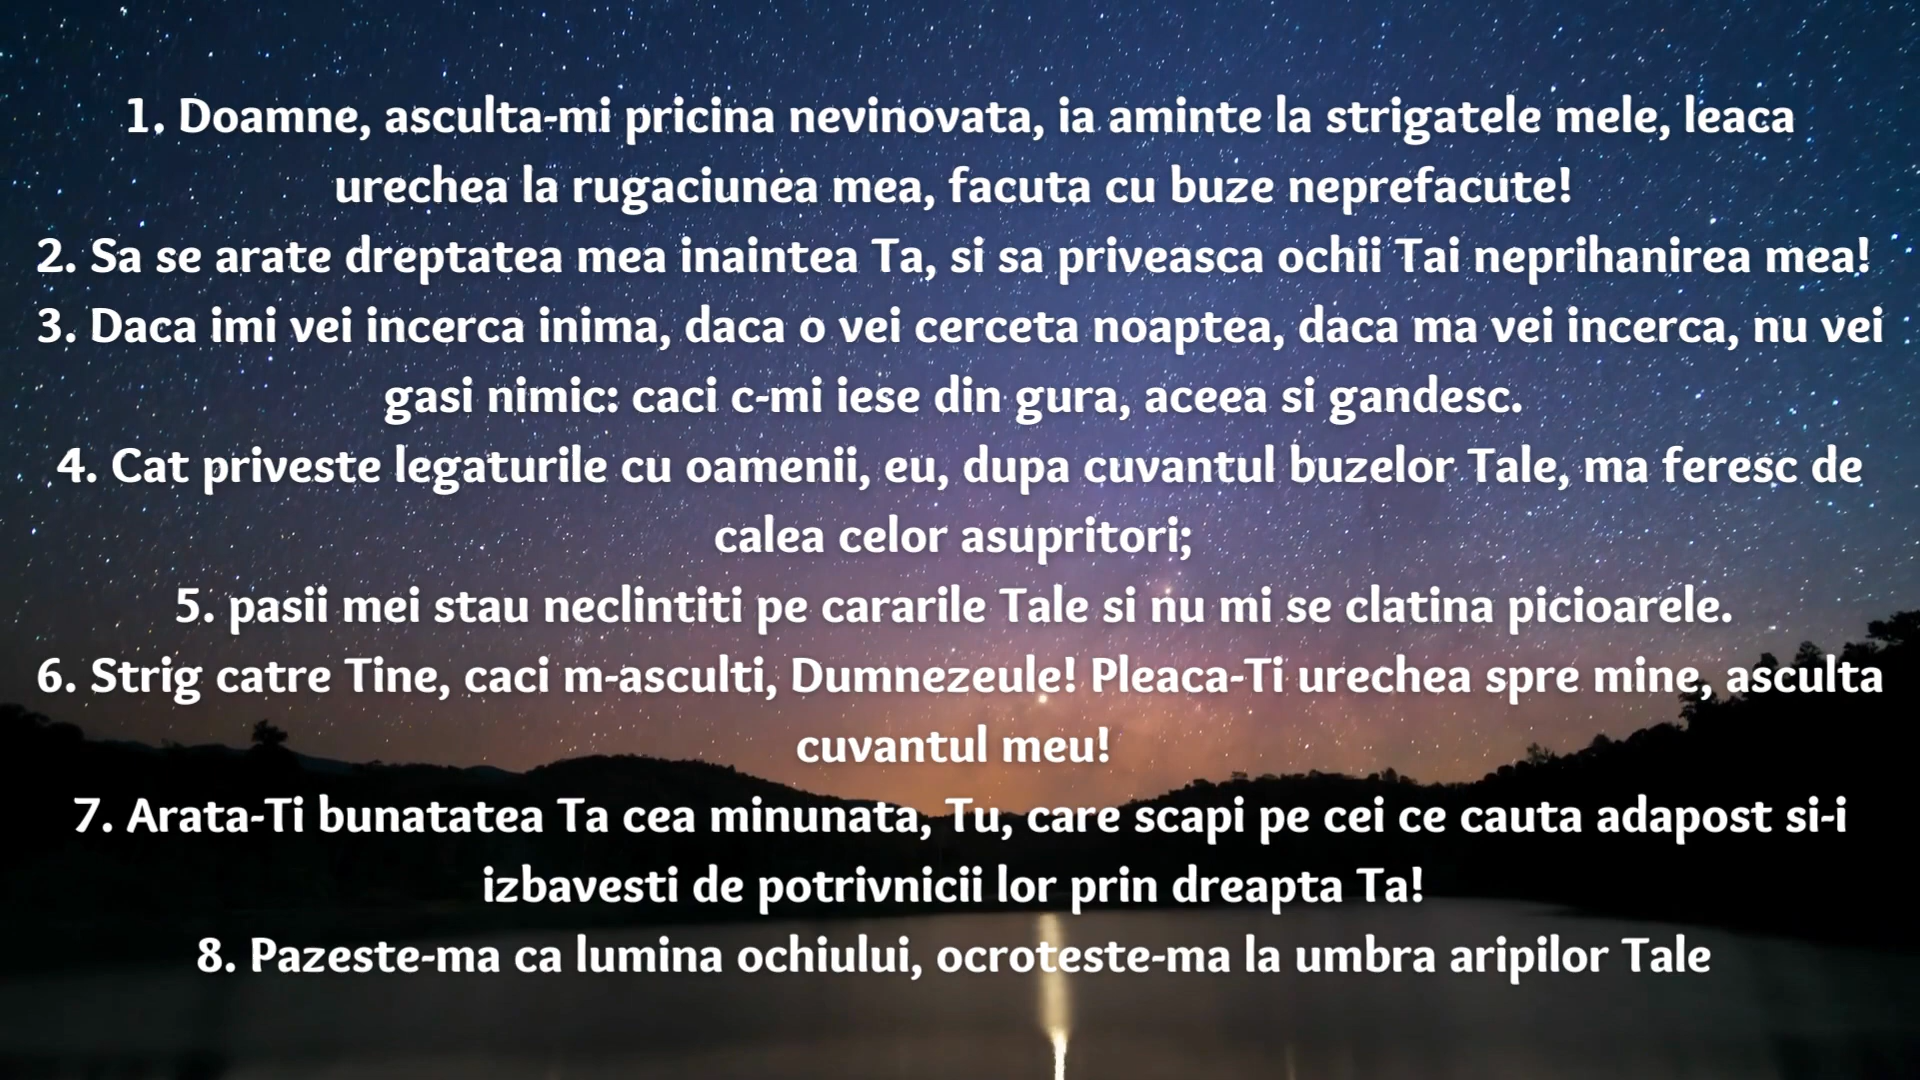 1. Doamne, asculta-mi pricina nevinovata, ia aminte la strigatele mele, leaca
urechea la rugaciunea mea, facuta cu buze neprefacute!
2. Sa se arate dreptatea mea inaintea Ta, si sa priveasca ochii Tai neprihanirea mea!
3. Daca imi vei incerca inima, daca o vei cerceta noaptea, daca ma vei incerca, nu vei
gasi nimic: caci c-mi iese din gura, aceea si gandesc.
4. Cat priveste legaturile cu oamenii, eu, dupa cuvantul buzelor Tale, ma feresc de
calea celor asupritori;
5. pasii mei stau neclintiti pe cararile Tale si nu mi se clatina picioarele.
6. Strig catre Tine, caci m-asculti, Dumnezeule! Pleaca-Ti urechea spre mine, asculta
cuvantul meu!
7. Arata-Ti bunatatea Ta cea minunata, Tu, care scapi pe cei ce cauta adapost si-i
izbavesti de potrivnicii lor prin dreapta Ta!
8. Pazeste-ma ca lumina ochiului, ocroteste-ma la umbra aripilor Tale